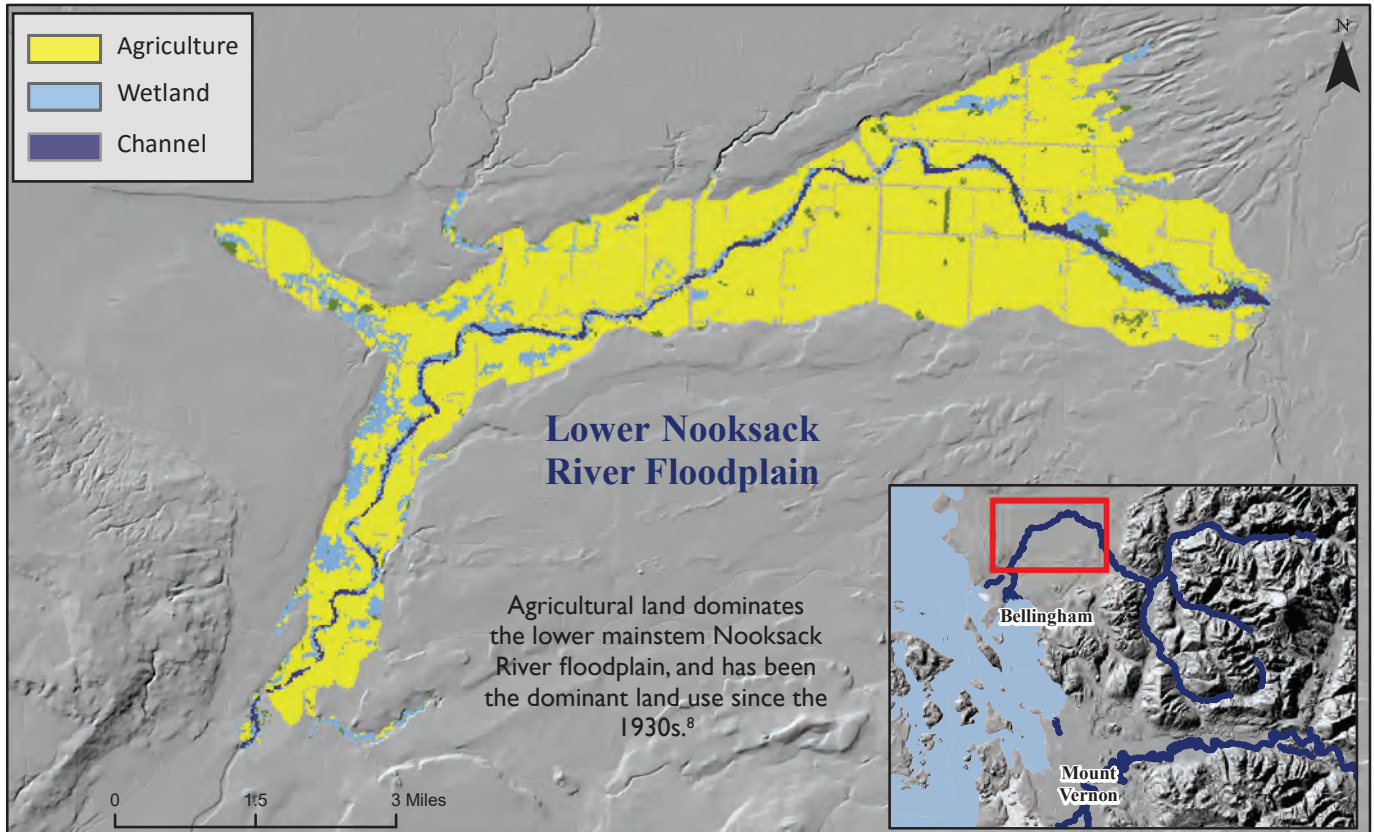 Agriculture
Wetland
Channel
N
Lower Nooksack
River Floodplain
Agricultural land dominates
the lower mainstem Nooksack
River floodplain, and has been
the dominant land use since the
1930s.⁸
0 1.5 3 Miles
Bellingham
Mount
Vernon